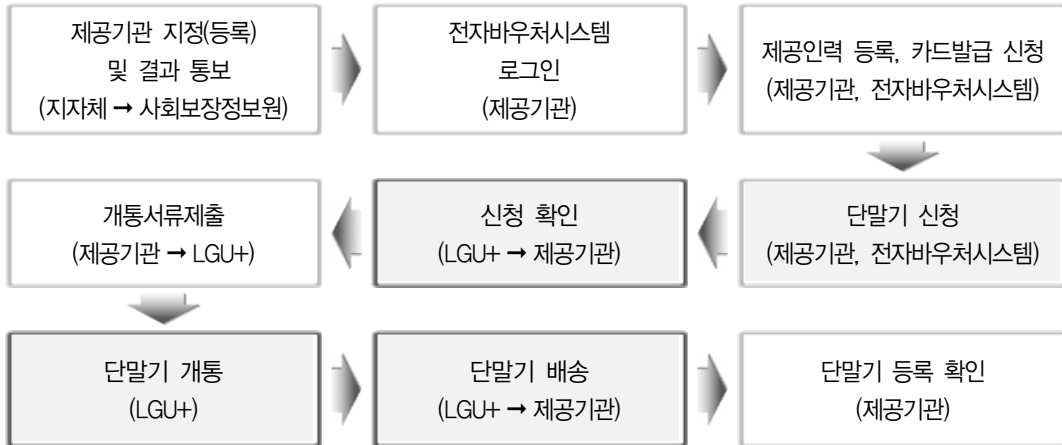 제공기관 지정(등록)
및 결과 통보
(지자체 → 사회보장정보원)
전자바우처시스템
로그인
(제공기관)
제공인력 등록, 카드발급 신청
(제공기관, 전자바우처시스템)
단말기 신청
(제공기관, 전자바우처시스템)
신청 확인
(LGU+ → 제공기관)
개통서류제출
(제공기관 → LGU+)
단말기 개통
(LGU+)
단말기 배송
(LGU+ → 제공기관)
단말기 등록 확인
(제공기관)